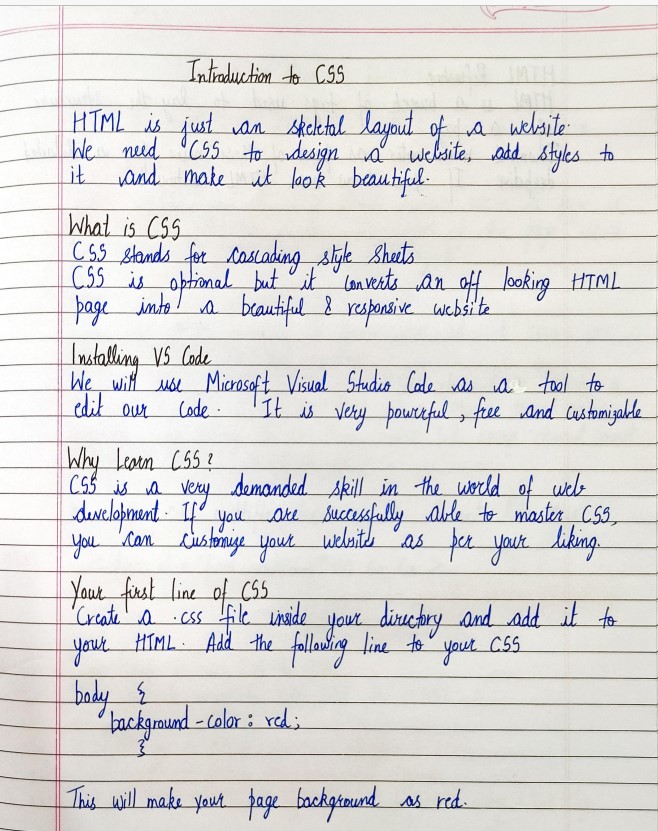 Introduction to CSS
HTML is just an skeletal layout of a website.
We need CSS to design a website, add styles to
it and make it look beautiful.
What is CSS
CSS stands for Cascading style Sheets
CSS is optional but it converts an off looking HTML
page into a beautiful & responsive website
Installing VS Code
We will use Microsoft Visual Studio Code as a tool to
edit our code. It is very powerful, free and customizable
Why Learn CSS?
CSS is a very demanded skill in the world of web
development. If you are successfully able to master CSS,
you can customize your website as per your liking.
Your first line of CSS
Create a .css file inside your directory and add it to
your HTML. Add the following line to your CSS
body {
background-color: red;
}
This will make your page background as red.